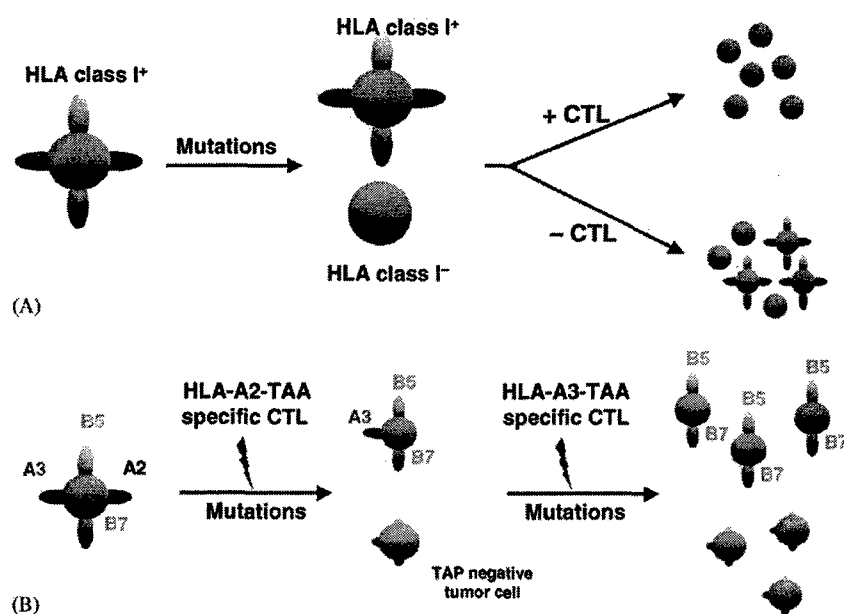 HLA class I⁺
HLA class I⁺
Mutations
HLA class I⁻
+ CTL
– CTL
(A)
HLA-A2-TAA
specific CTL
Mutations
HLA-A3-TAA
specific CTL
Mutations
B5
A3
A2
B7
B5
A3
B7
TAP negative
tumor cell
B5
B5
B7
B7
B5
B7
(B)